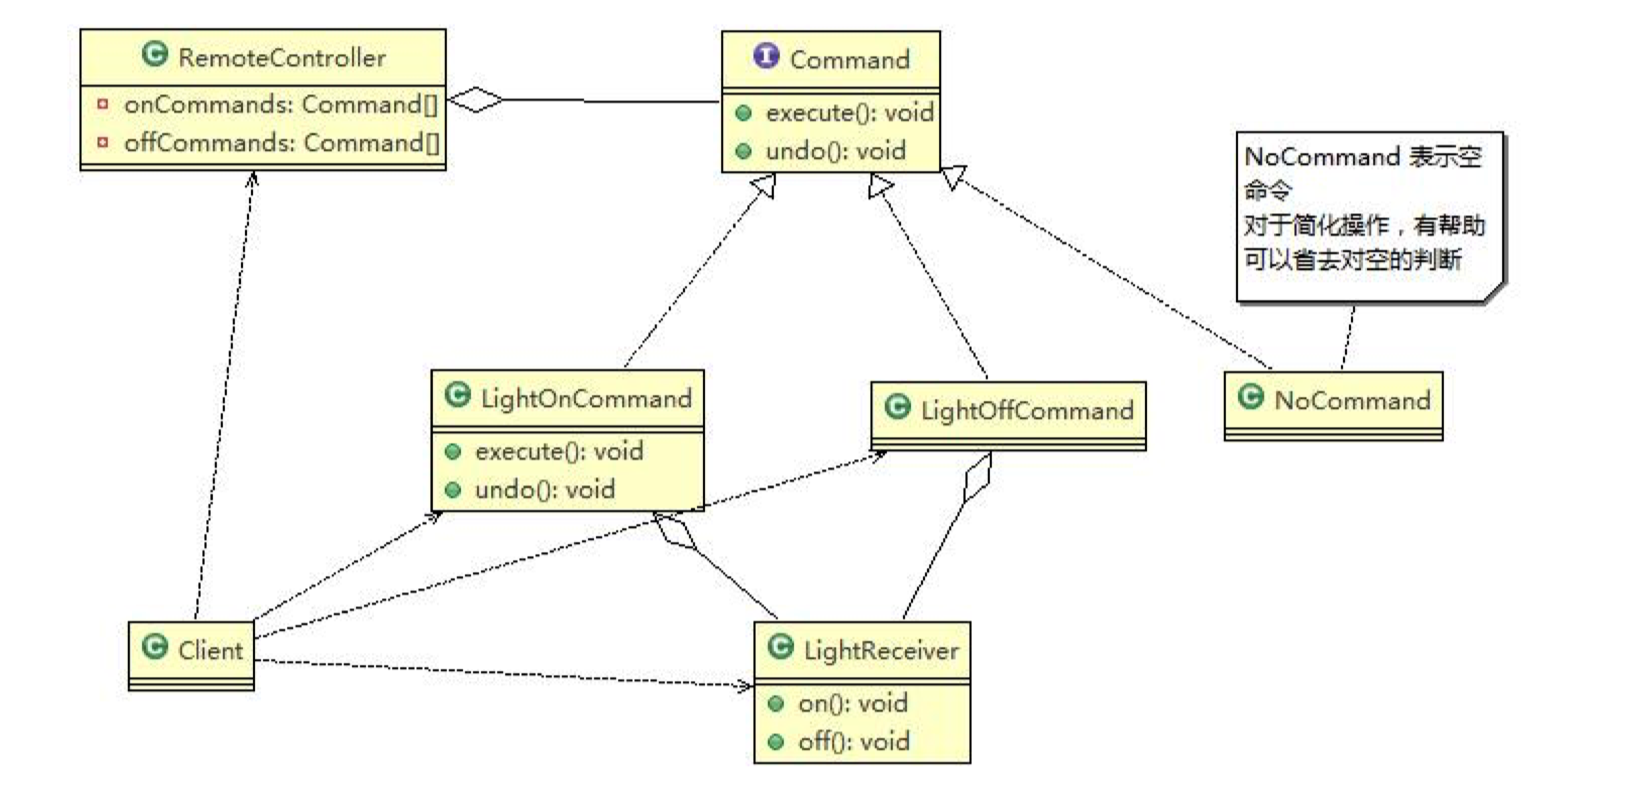 RemoteController
onCommands: Command[]
offCommands: Command[]
Command
execute(): void
undo(): void
NoCommand 表示空
命令
对于简化操作，有帮助
可以省去对空的判断
LightOnCommand
execute(): void
undo(): void
LightOffCommand
NoCommand
Client
LightReceiver
on(): void
off(): void